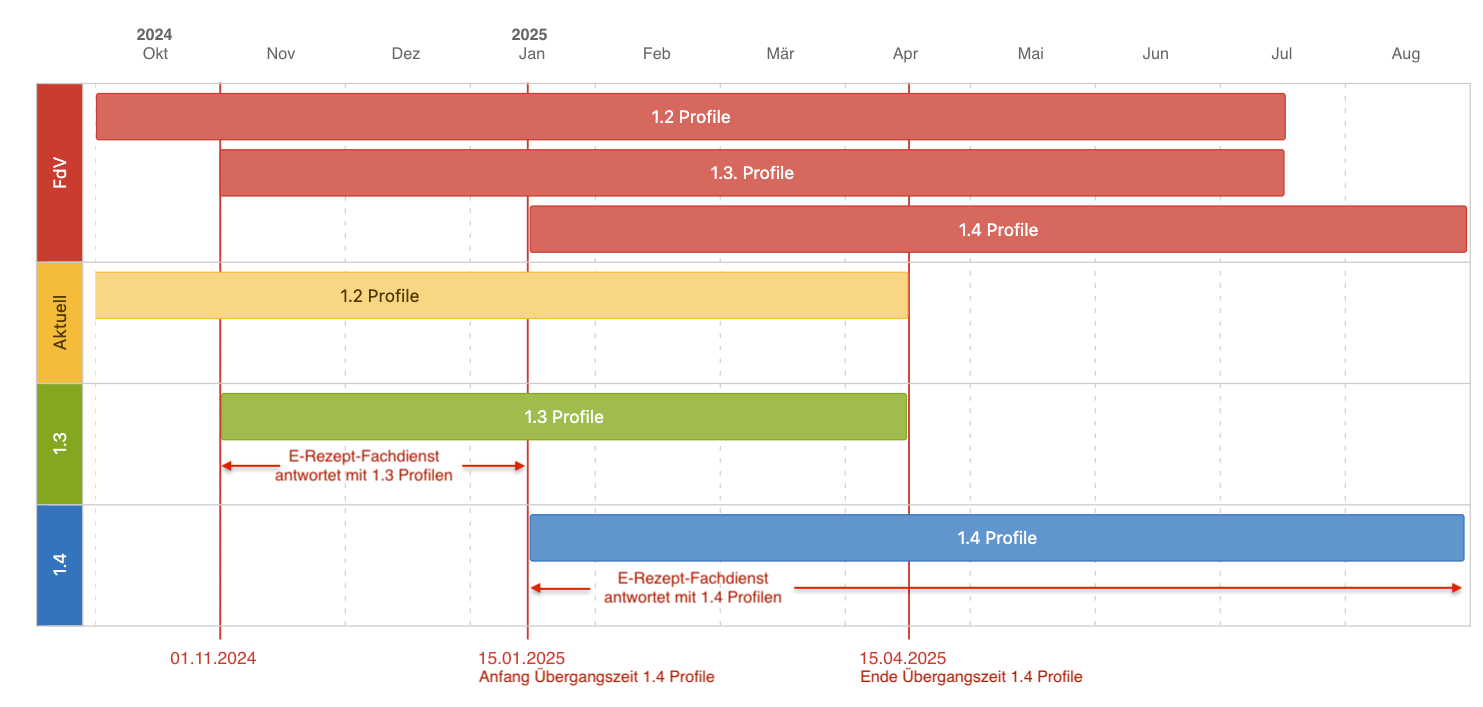 2024
2025
Okt
Nov
Dez
Jan
Feb
Mär
Apr
Mai
Jun
Jul
Aug
FdV
1.2 Profile
1.3. Profile
1.4 Profile
Aktuell
1.2 Profile
1.3
1.3 Profile
E-Rezept-Fachdienst
antwortet mit 1.3 Profilen
1.4
1.4 Profile
E-Rezept-Fachdienst
antwortet mit 1.4 Profilen
01.11.2024
15.01.2025
Anfang Übergangszeit 1.4 Profile
15.04.2025
Ende Übergangszeit 1.4 Profile